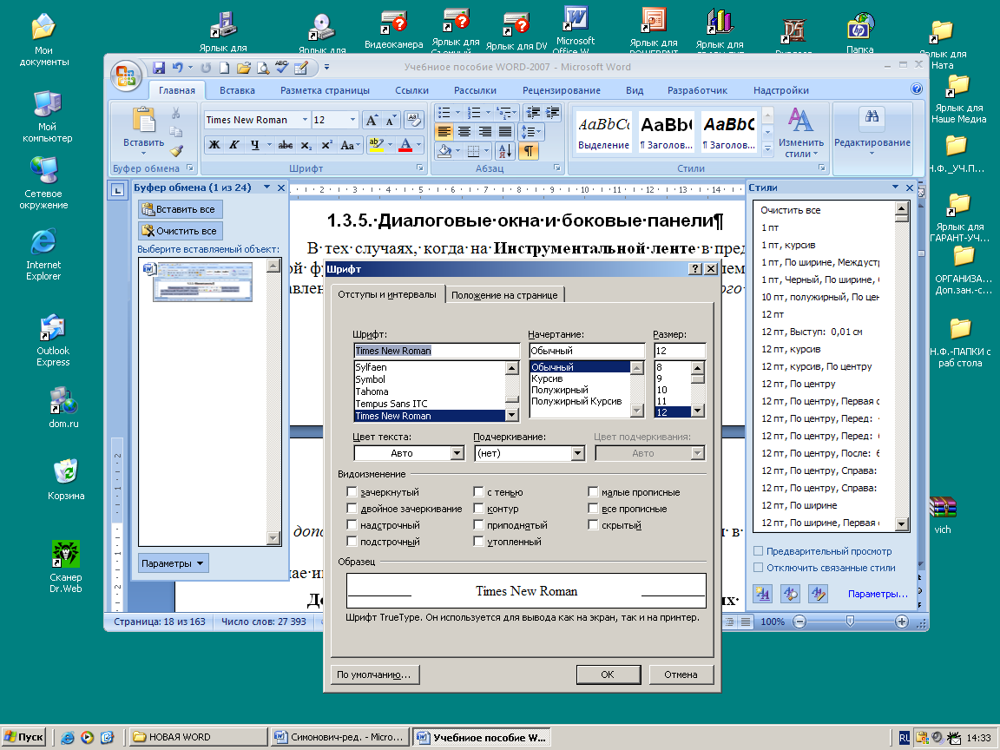 Мои
документы
Мой
компьютер
Сетевое
окружение
Internet
Explorer
Outlook
Express
dom.ru
Корзина
Сканер
Dr.Web
Ярлык для
Видеокамера
Ярлык для
Ярлык для DV
Microsoft
Office W...
Ярлык для
Ярлык для
Папка
Ярлык для
Ната
Ярлык для
Наше Медиа
Н.Ф._УЧ.П...
Ярлык для
ГАРАНТ-УЧ...
ОРГАНИЗА...
Доп.зан.-с...
Н.Ф.-ПАПКИ с
раб стола
vich
Учебниое пособие WORD-2007 - Microsoft Word
Главная Вставка Разметка страницы Ссылки Рассылки Рецензирование Вид Разработчик Надстройки
Вставить
Буфер обмена
Times New Roman 12
Ж К Ч abc x₂ x² Aa
Шрифт
Абзац
AaBbCc AaBb( AaBbC
Выделение ¶ Заголов... ¶ Заголов...
Стили
Изменить
стили
Редактирование
Буфер обмена (1 из 24)
Вставить все
Очистить все
Выберите вставляемый объект:
Параметры
1.3.5.·Диалоговые·окна·и·боковые·панели¶
В·тех·случаях,·когда·на·Инструментальной·ленте·в·пред
Шрифт
Отступы и интервалы
Положение на странице
Шрифт: Начертание: Размер:
Times New Roman Обычный 12
Sylfaen
Symbol
Tahoma
Tempus Sans ITC
Times New Roman
Обычный
Курсив
Полужирный
Полужирный Курсив
8
9
10
11
12
Цвет текста: Подчеркивание: Цвет подчеркивания:
Авто (нет) Авто
Видоизменение
зачеркнутый с тенью малые прописные
двойное зачеркивание контур все прописные
надстрочный приподнятый скрытый
подстрочный утопленный
Образец
Times New Roman
Шрифт TrueType. Он используется для вывода как на экран, так и на принтер.
По умолчанию... ОК Отмена
Стили
Очистить все
1 пт
1 пт, курсив
1 пт, По ширине, Междустр
1 пт, Черный, По ширине,
10 пт, полужирный, По цен
12 пт
12 пт, Выступ: 0,01 см
12 пт, курсив
12 пт, курсив, По центру
12 пт, По центру
12 пт, По центру, Первая с
12 пт, По центру, Перед:
12 пт, По центру, Перед:
12 пт, По центру, После: 6
12 пт, По центру, Справа:
12 пт, По центру, Справа:
12 пт, По ширине
12 пт, По ширине, Первая
Предварительный просмотр
Отключить связанные стили
Параметры...
Страница: 18 из 163 Число слов: 27 393 100%
Пуск НОВАЯ WORD Симонович-ред. - Micro... Учебниое пособие W... RU 14:33